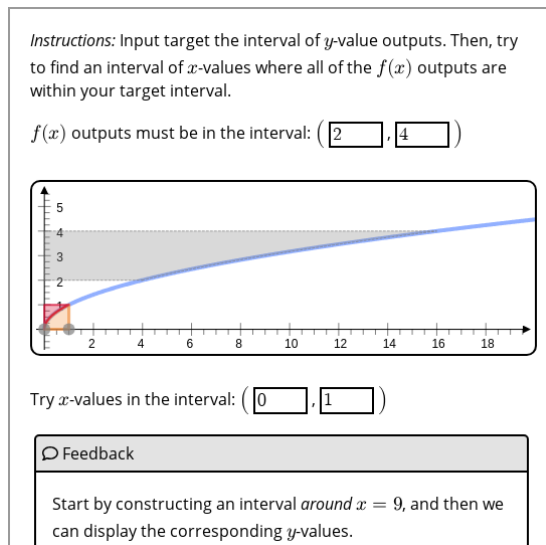 Instructions: Input target the interval of y-value outputs. Then, try
to find an interval of x-values where all of the f(x) outputs are
within your target interval.
f(x) outputs must be in the interval: (2, 4)
5
4
3
2
1
2 4 6 8 10 12 14 16 18
Try x-values in the interval: (0, 1)
Feedback
Start by constructing an interval around x = 9, and then we
can display the corresponding y-values.